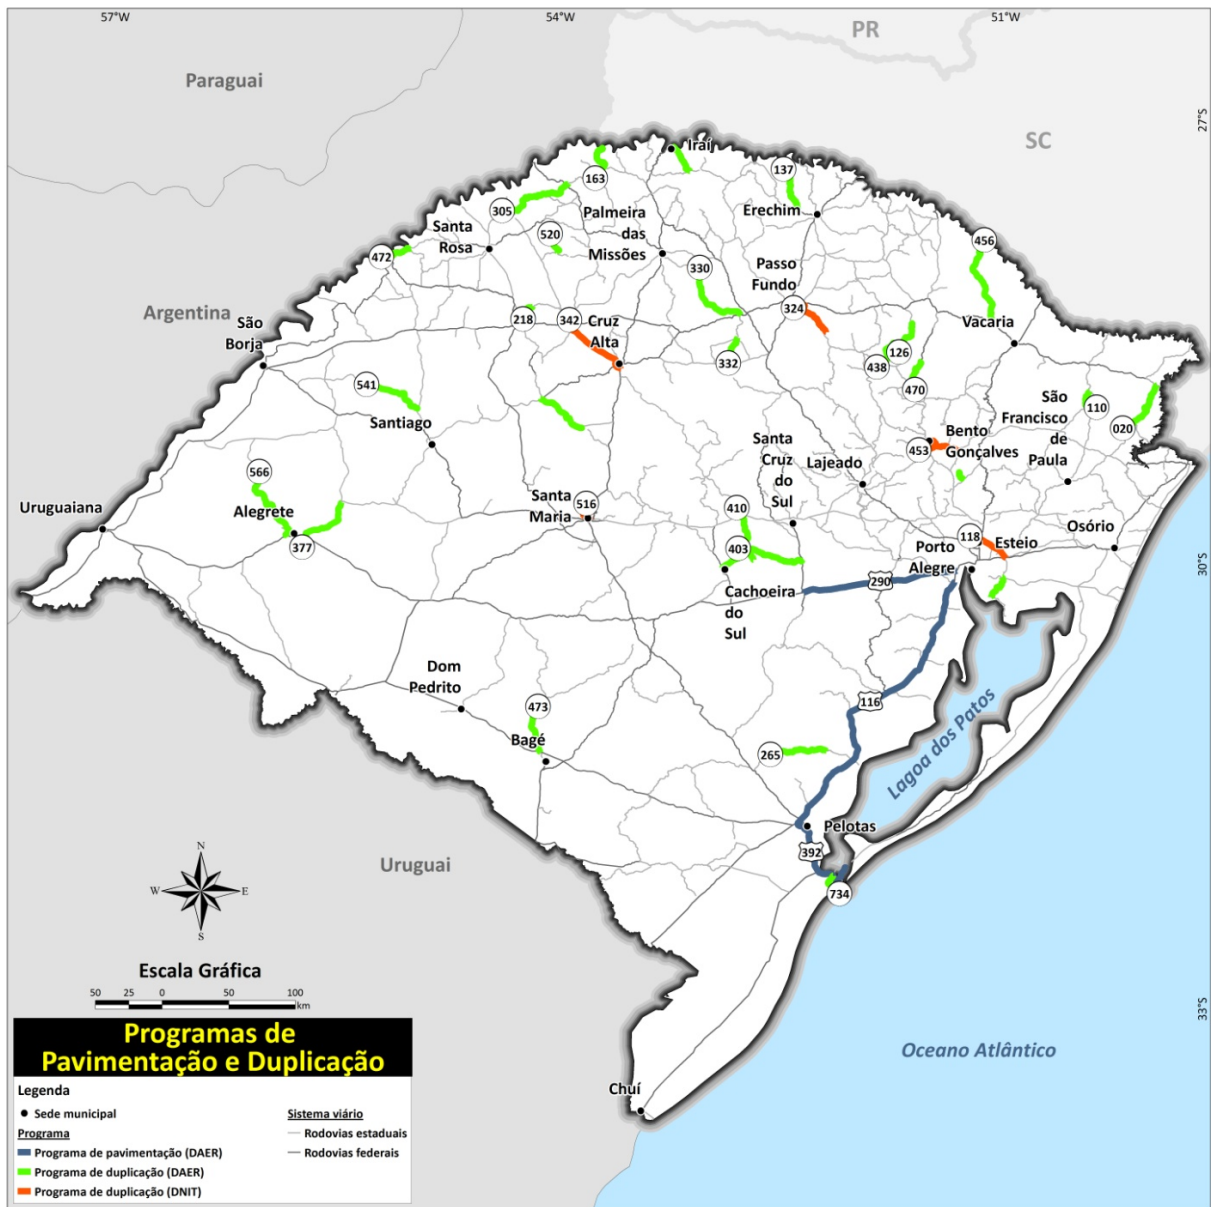 57°W
54°W
51°W
PR
Paraguai
27°S
SC
Iraí
163
137
305
Palmeira
das
Missões
Erechim
Santa
Rosa
520
456
472
330
Passo
Fundo
Argentina
São
Borja
218
342
Cruz
Alta
324
Vacaria
332
126
438
470
541
São
Francisco
de
Paula
110
020
Santiago
Santa
Cruz
do
Sul
Lajeado
453
Bento
Gonçalves
566
Uruguaiana
Alegrete
377
Santa
Maria
516
410
403
118
Esteio
Osório
Porto
Alegre
30°S
290
Cachoeira
do
Sul
Dom
Pedrito
473
Bagé
116
265
Lagoa dos Patos
Pelotas
392
734
Uruguai
N
W
E
S
Escala Gráfica
50 25 0 50 100
km
33°S
Oceano Atlântico
Chuí
Programas de
Pavimentação e Duplicação
Legenda
Sede municipal
Programa
Programa de pavimentação (DAER)
Programa de duplicação (DAER)
Programa de duplicação (DNIT)
Sistema viário
Rodovias estaduais
Rodovias federais